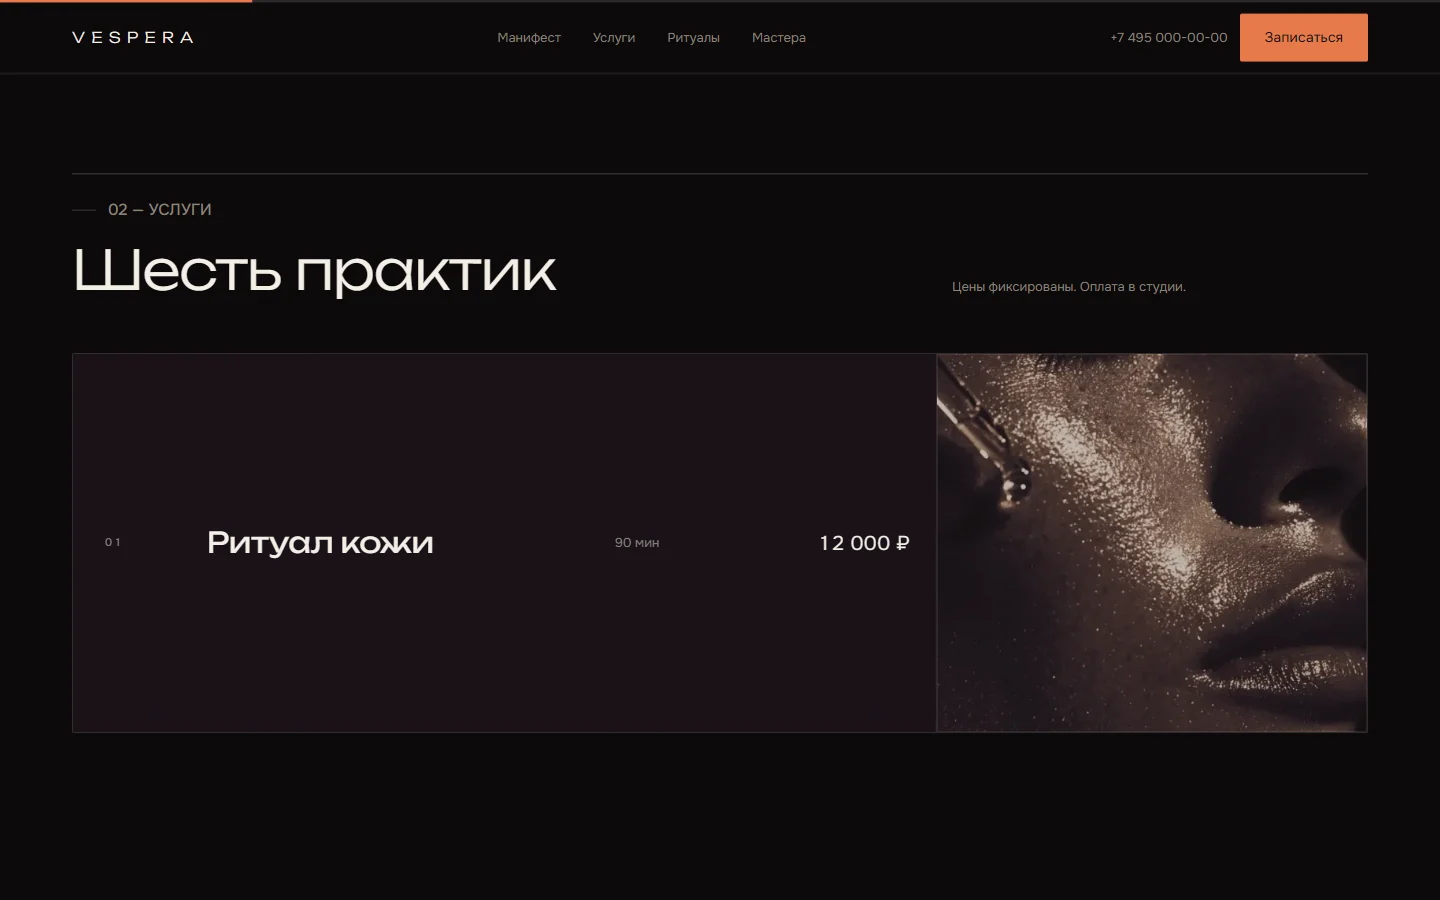 VESPERA
Манифест Услуги Ритуалы Мастера
+7 495 000-00-00
Записаться
02 — УСЛУГИ
Шесть практик
Цены фиксированы. Оплата в студии.
01 Ритуал кожи 90 мин 12 000 ₽